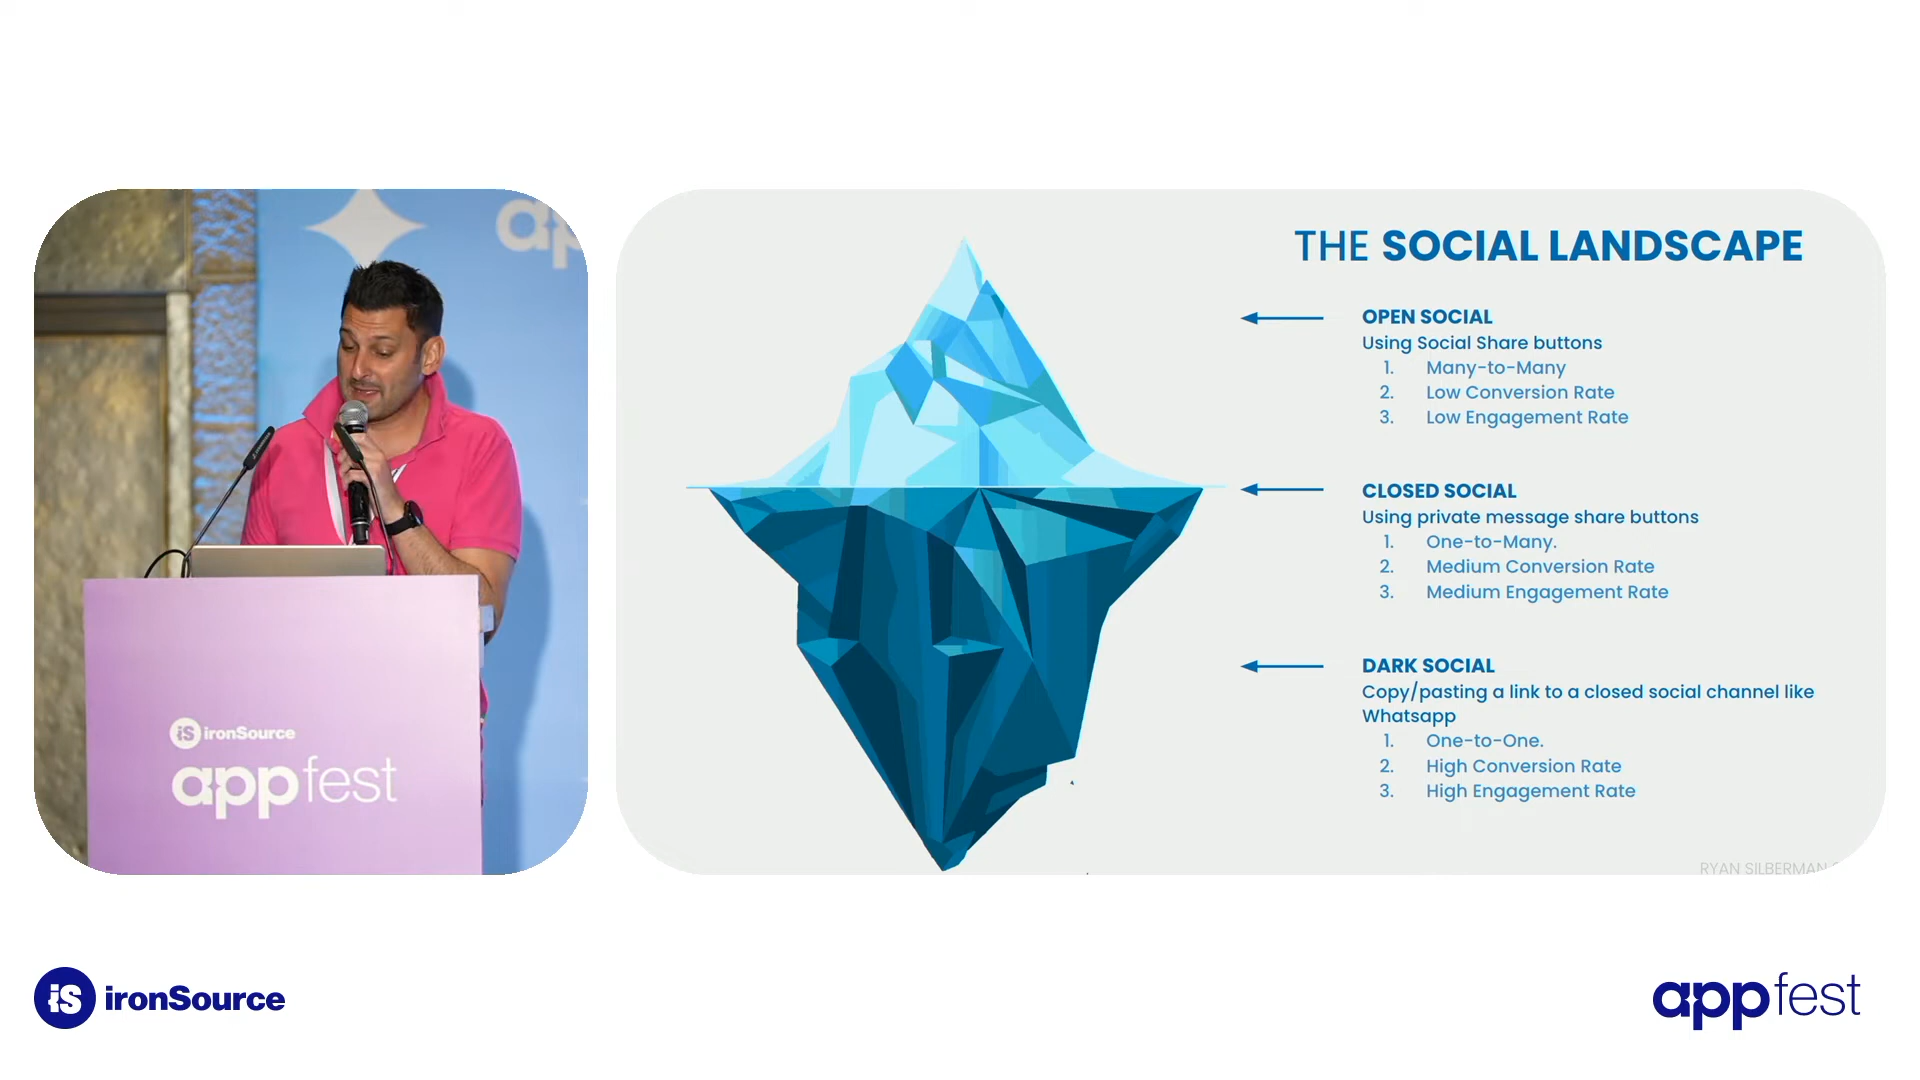 ap
THE SOCIAL LANDSCAPE
OPEN SOCIAL
Using Social Share buttons
1. Many-to-Many
2. Low Conversion Rate
3. Low Engagement Rate
CLOSED SOCIAL
Using private message share buttons
1. One-to-Many.
2. Medium Conversion Rate
3. Medium Engagement Rate
DARK SOCIAL
Copy/pasting a link to a closed social channel like
Whatsapp
1. One-to-One.
2. High Conversion Rate
3. High Engagement Rate
RYAN SILBERMAN
iS ironSource
appfest
iS ironSource
appfest